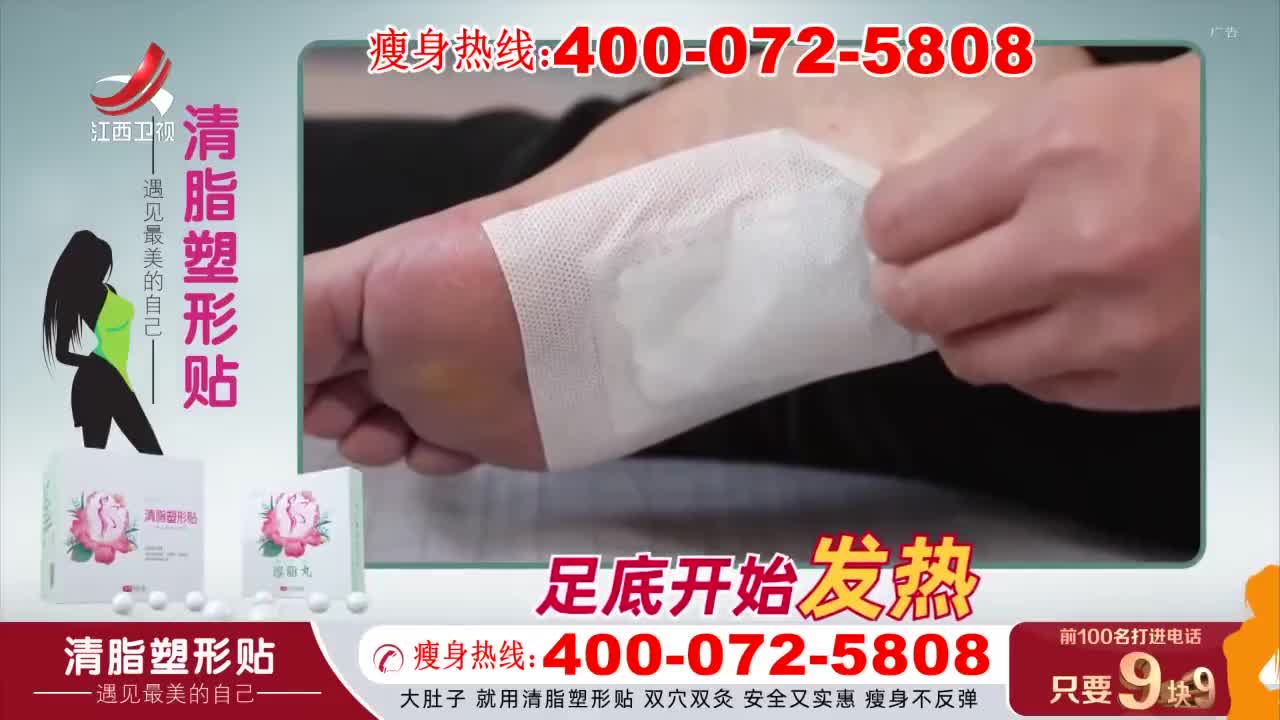 瘦身热线:400-072-5808
广告
江西卫视
清脂塑形贴
遇见最美的自己
清脂塑形贴
足底开始发热
清脂塑形贴
遇见最美的自己
瘦身热线:400-072-5808
大肚子 就用清脂塑形贴 双穴双灸 安全又实惠 瘦身不反弹
前100名打进电话
只要9块9